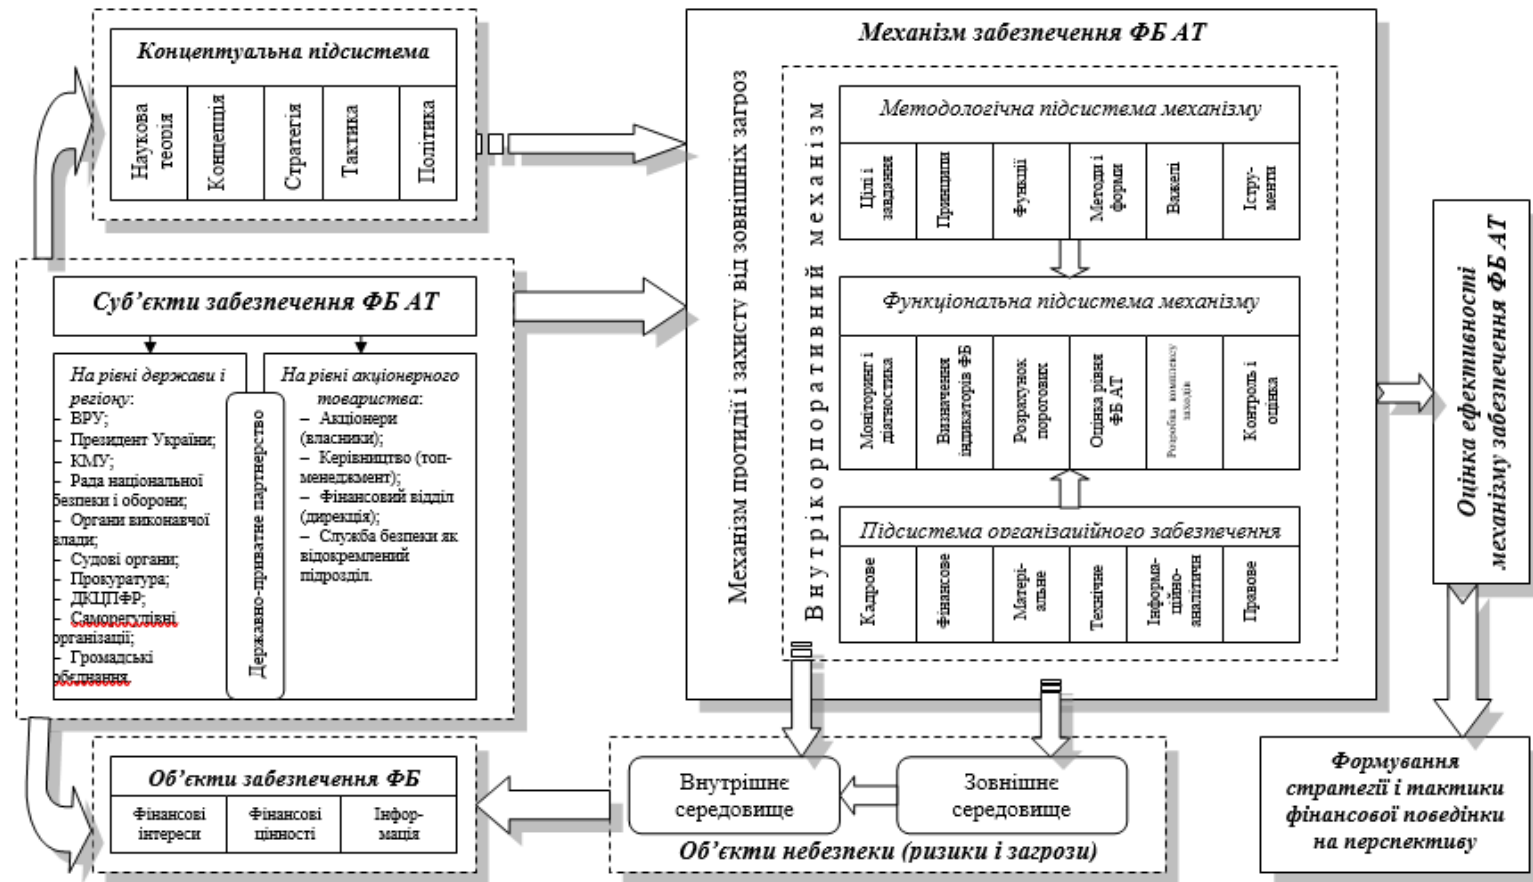 Концептуальна підсистема
Наукова
теорія
Концепція
Стратегія
Тактика
Політика
Суб’єкти забезпечення ФБ АТ
На рівні держави і
регіону:
– ВРУ;
– Президент України;
– КМУ;
– Рада національної
безпеки і оборони;
– Органи виконавчої
влади;
– Судові органи;
– Прокуратура;
– ДКЦПФР;
– Саморегулівні
організації;
– Громадські
обєднання.
Державно-приватне партнерство
На рівні акціонерного
товариства:
– Акціонери
(власники);
– Керівництво (топ-
менеджмент);
– Фінансовий відділ
(дирекція);
– Служба безпеки як
відокремлений
підрозділ.
Об’єкти забезпечення ФБ
Фінансові
інтереси
Фінансові
цінності
Інфор-
мація
Механізм забезпечення ФБ АТ
Механізм протидії і захисту від зовнішніх загроз
Внутрікорпоративний механізм
Методологічна підсистема механізму
Цілі і
завдання
Принципи
Функції
Методи і
форми
Важелі
Істру-
менти
Функціональна підсистема механізму
Моніторинг і
діагностика
Визначення
індикаторів ФБ
Розрахунок
порогових
Оцінка рівня
ФБ АТ
Розробка комплексу
заходів
Контроль і
оцінка
Підсистема організаційного забезпечення
Кадрове
Фінансове
Матері-
альне
Технічне
Інформа-
ційно-
аналітичн
Правове
Внутрішнє
середовище
Зовнішнє
середовище
Об’єкти небезпеки (ризики і загрози)
Оцінка ефективності
механізму забезпечення ФБ АТ
Формування
стратегії і тактики
фінансової поведінки
на перспективу